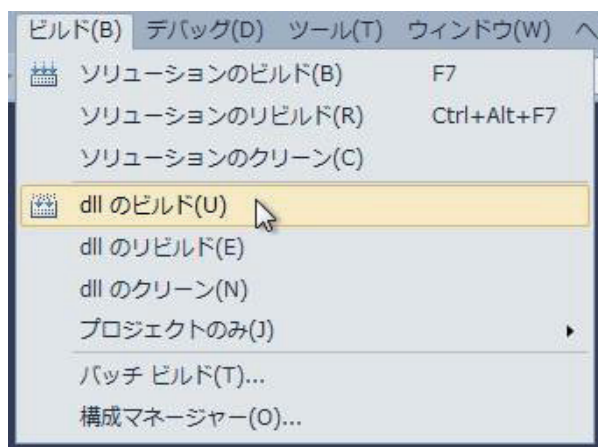 ビルド(B) デバッグ(D) ツール(T) ウィンドウ(W) ヘ
ソリューションのビルド(B) F7
ソリューションのリビルド(R) Ctrl+Alt+F7
ソリューションのクリーン(C)
dll のビルド(U)
dll のリビルド(E)
dll のクリーン(N)
プロジェクトのみ(J)
バッチ ビルド(T)...
構成マネージャー(O)...